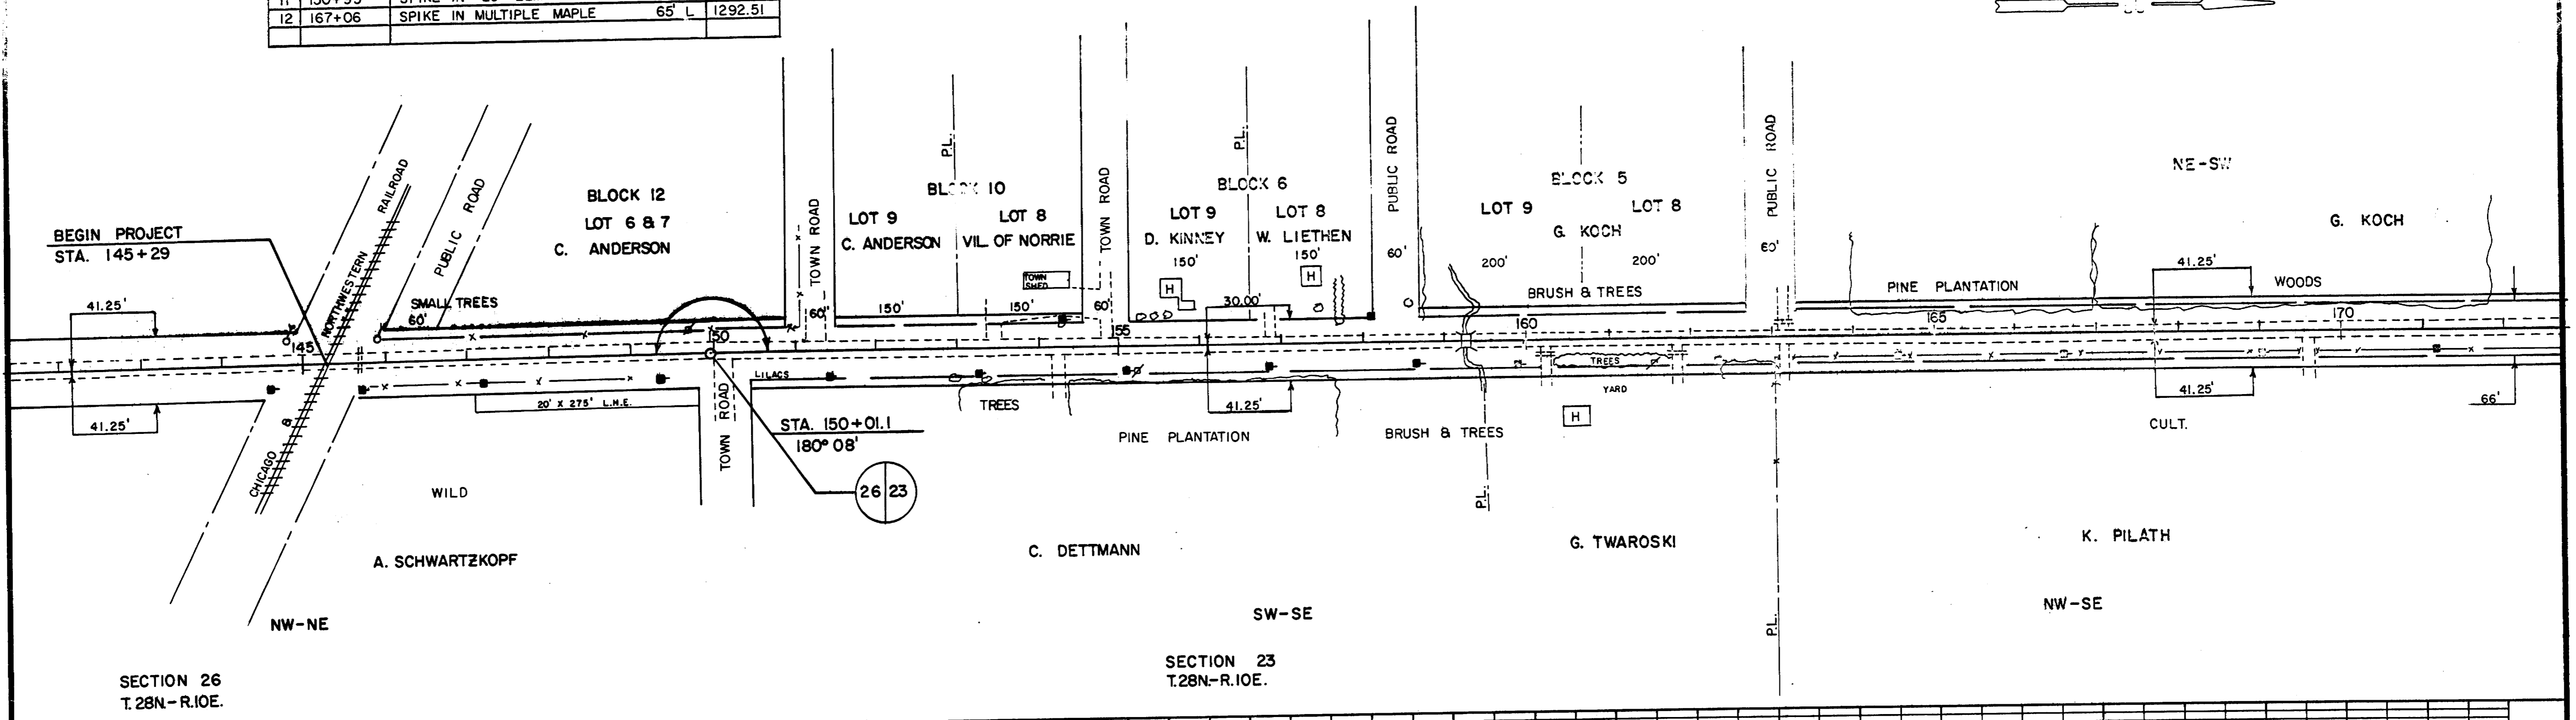 12 167+06 SPIKE IN MULTIPLE MAPLE 65' L 1292.51
BEGIN PROJECT
STA. 145+29
41.25'
41.25'
NORTHWESTERN RAILROAD
CHICAGO &
PUBLIC ROAD
SMALL TREES
60'
145
BLOCK 12
LOT 6 & 7
C. ANDERSON
TOWN ROAD
60'
P.L.
BLOCK 10
LOT 9
C. ANDERSON
LOT 8
VIL. OF NORRIE
TOWN SHED
150'
150'
TOWN ROAD
60'
P.L.
BLOCK 6
LOT 9
D. KINNEY
150'
LOT 8
W. LIETHEN
150'
H
H
30.00'
PUBLIC ROAD
60'
BLOCK 5
LOT 9
LOT 8
G. KOCH
200'
200'
BRUSH & TREES
PUBLIC ROAD
60'
NE-SW
G. KOCH
PINE PLANTATION
41.25'
WOODS
150
155
160
165
170
LILACS
20' X 275' L.H.E.
TOWN ROAD
STA. 150+01.1
180° 08'
26 23
TREES
41.25'
PINE PLANTATION
BRUSH & TREES
P.L.
TREES
YARD
H
41.25'
66'
CULT.
WILD
A. SCHWARTZKOPF
C. DETTMANN
G. TWAROSKI
K. PILATH
P.L.
NW-NE
SW-SE
NW-SE
SECTION 26
T.28N.-R.10E.
SECTION 23
T.28N.-R.10E.